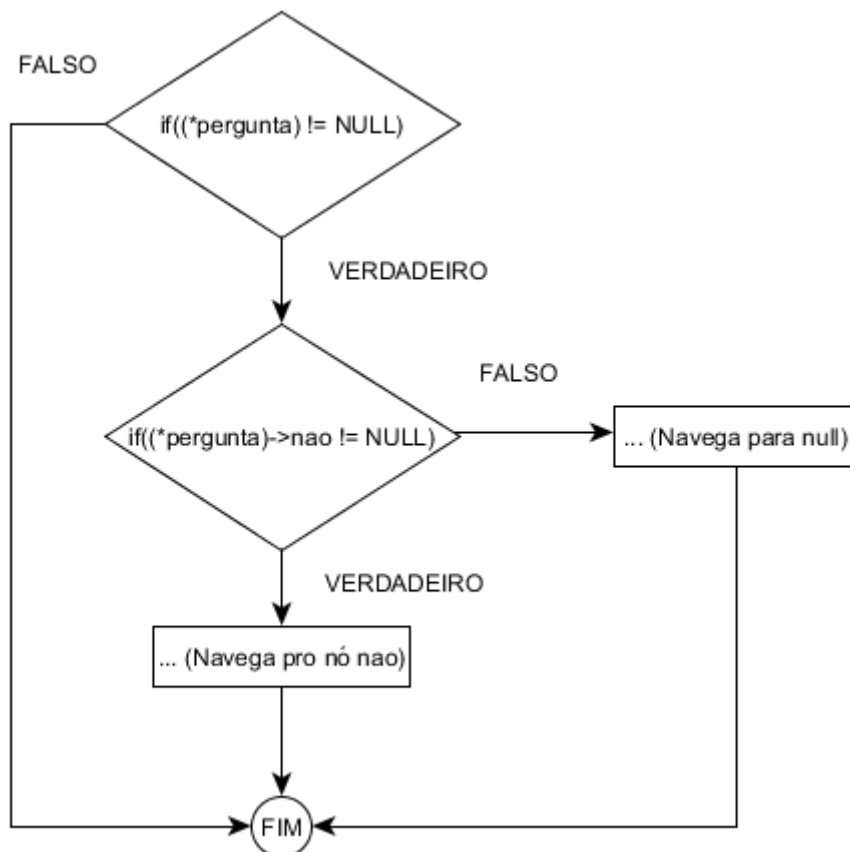 FALSO
if((*pergunta) != NULL)
VERDADEIRO
FALSO
if((*pergunta)->nao != NULL)
... (Navega para null)
VERDADEIRO
... (Navega pro nó nao)
FIM